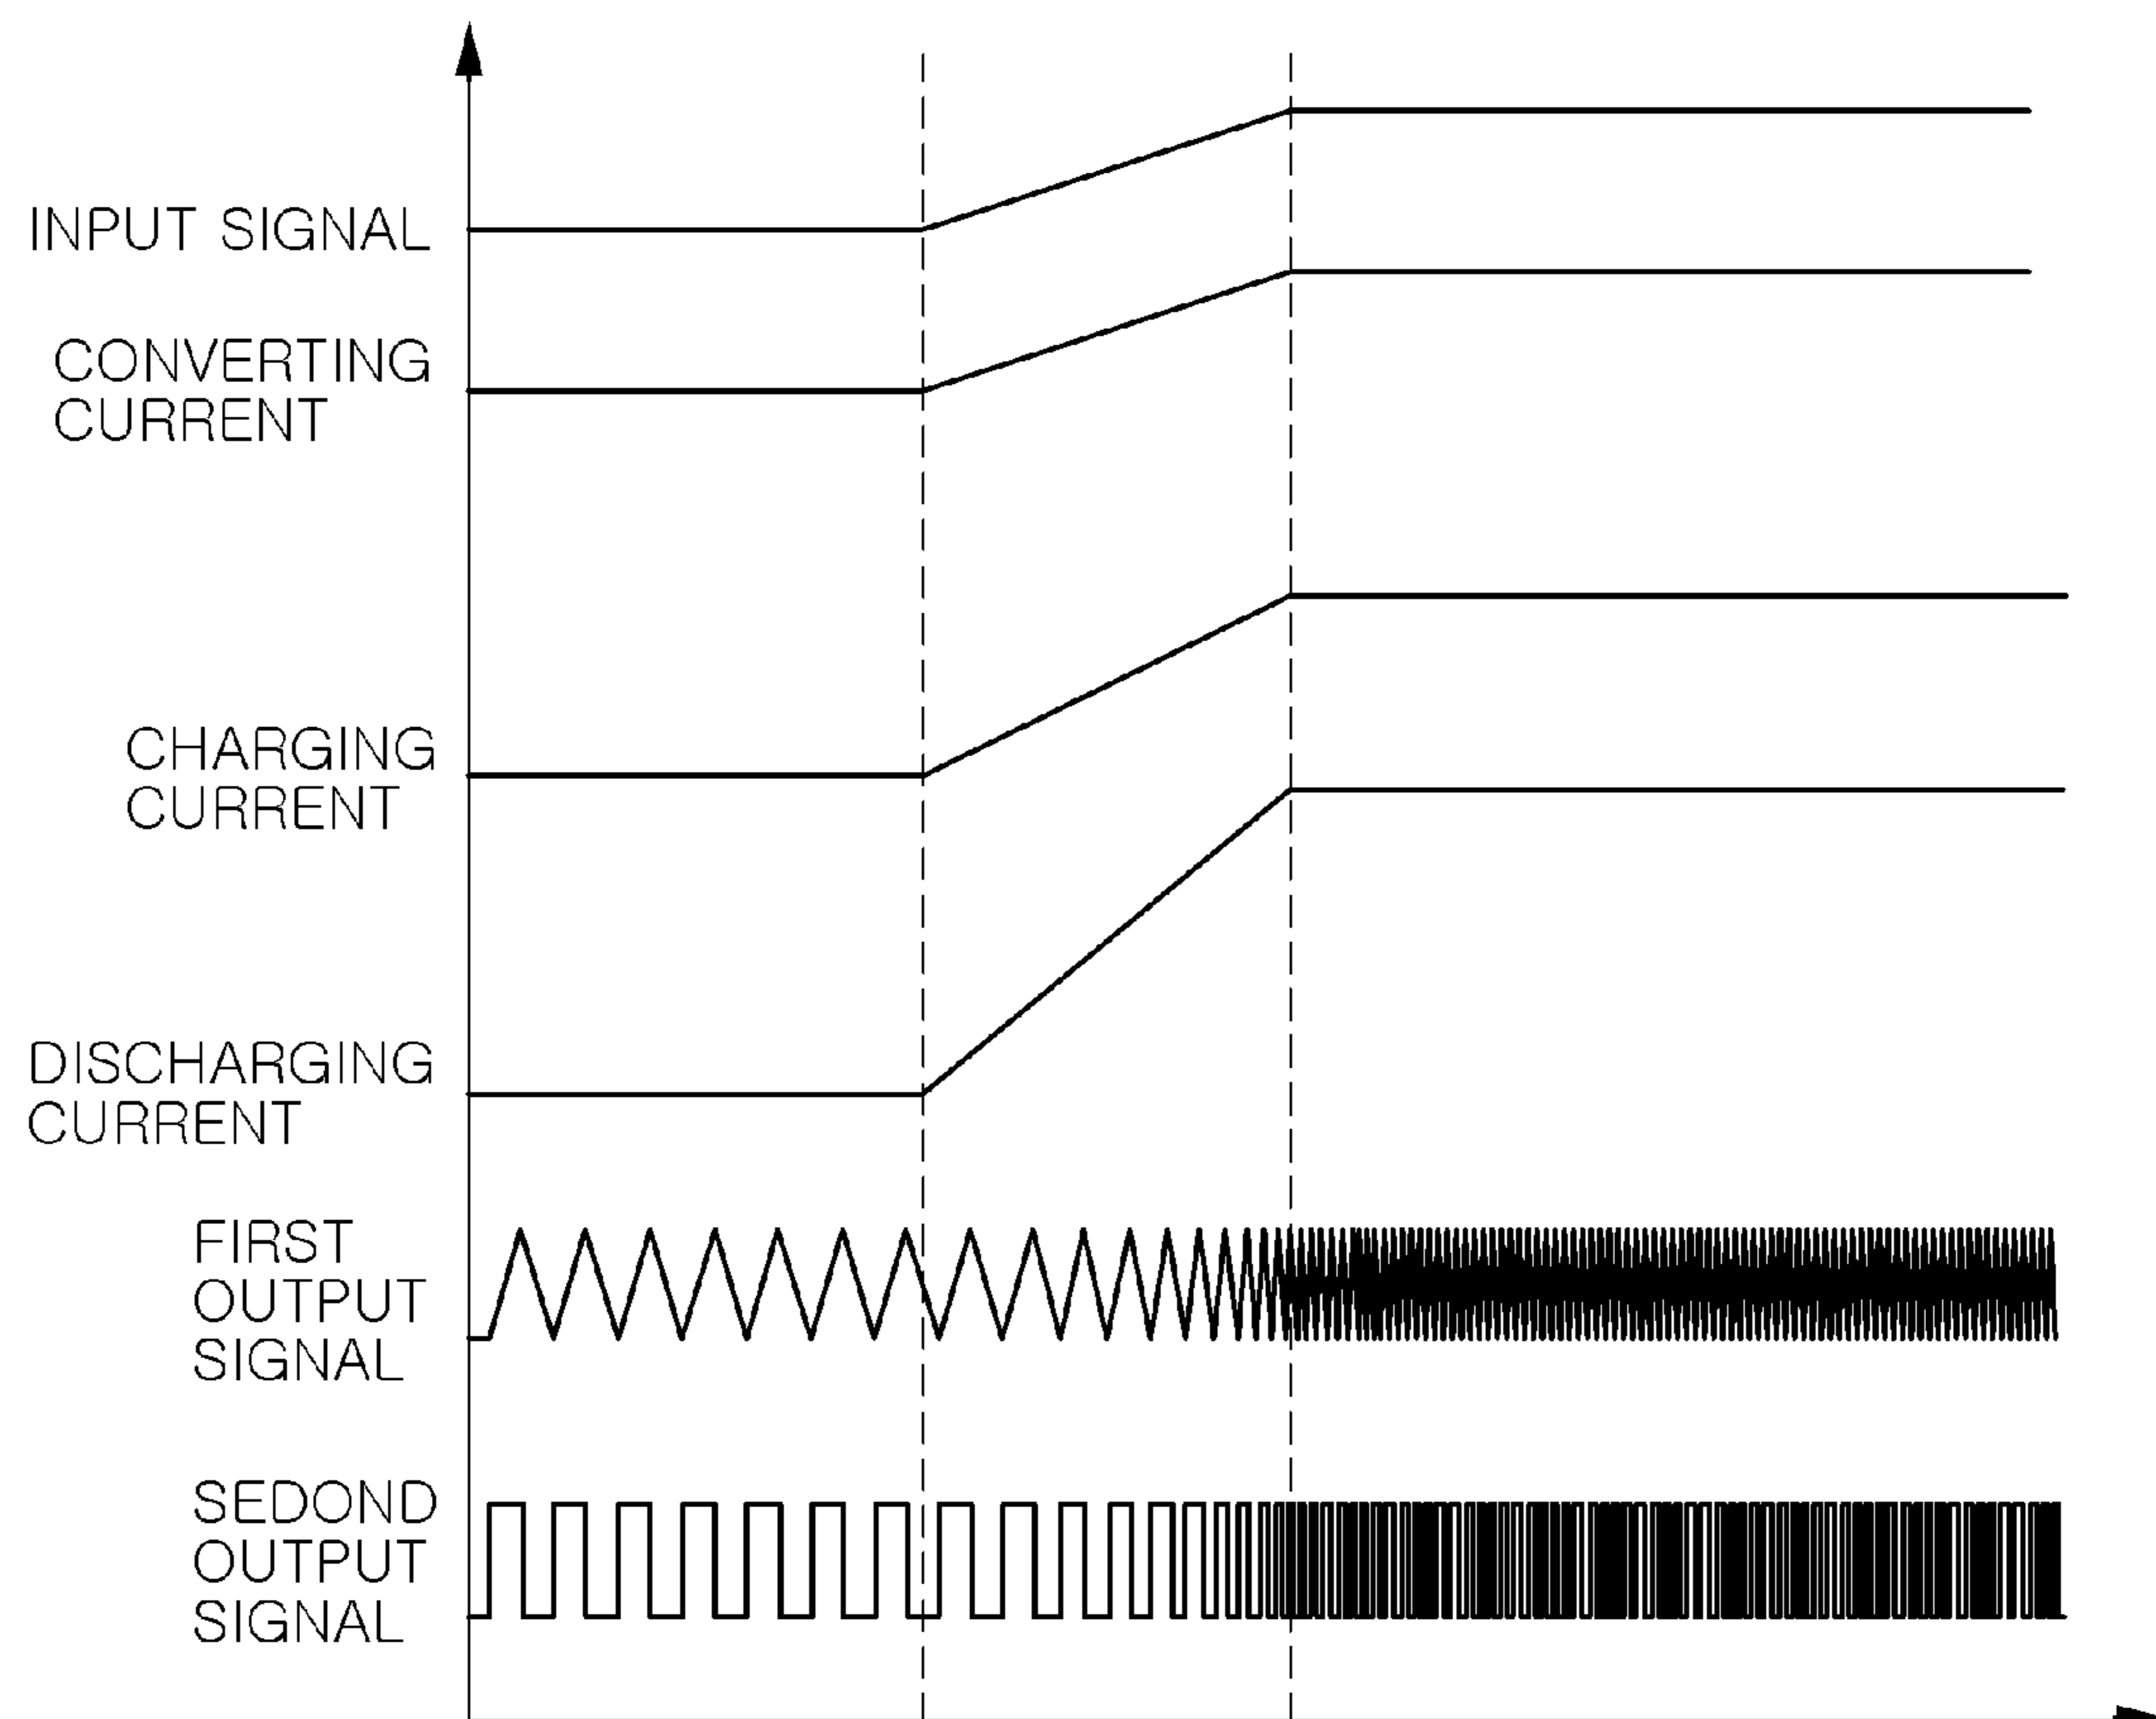 INPUT SIGNAL
CONVERTING
CURRENT
CHARGING
CURRENT
DISCHARGING
CURRENT
FIRST
OUTPUT
SIGNAL
SEDOND
OUTPUT
SIGNAL